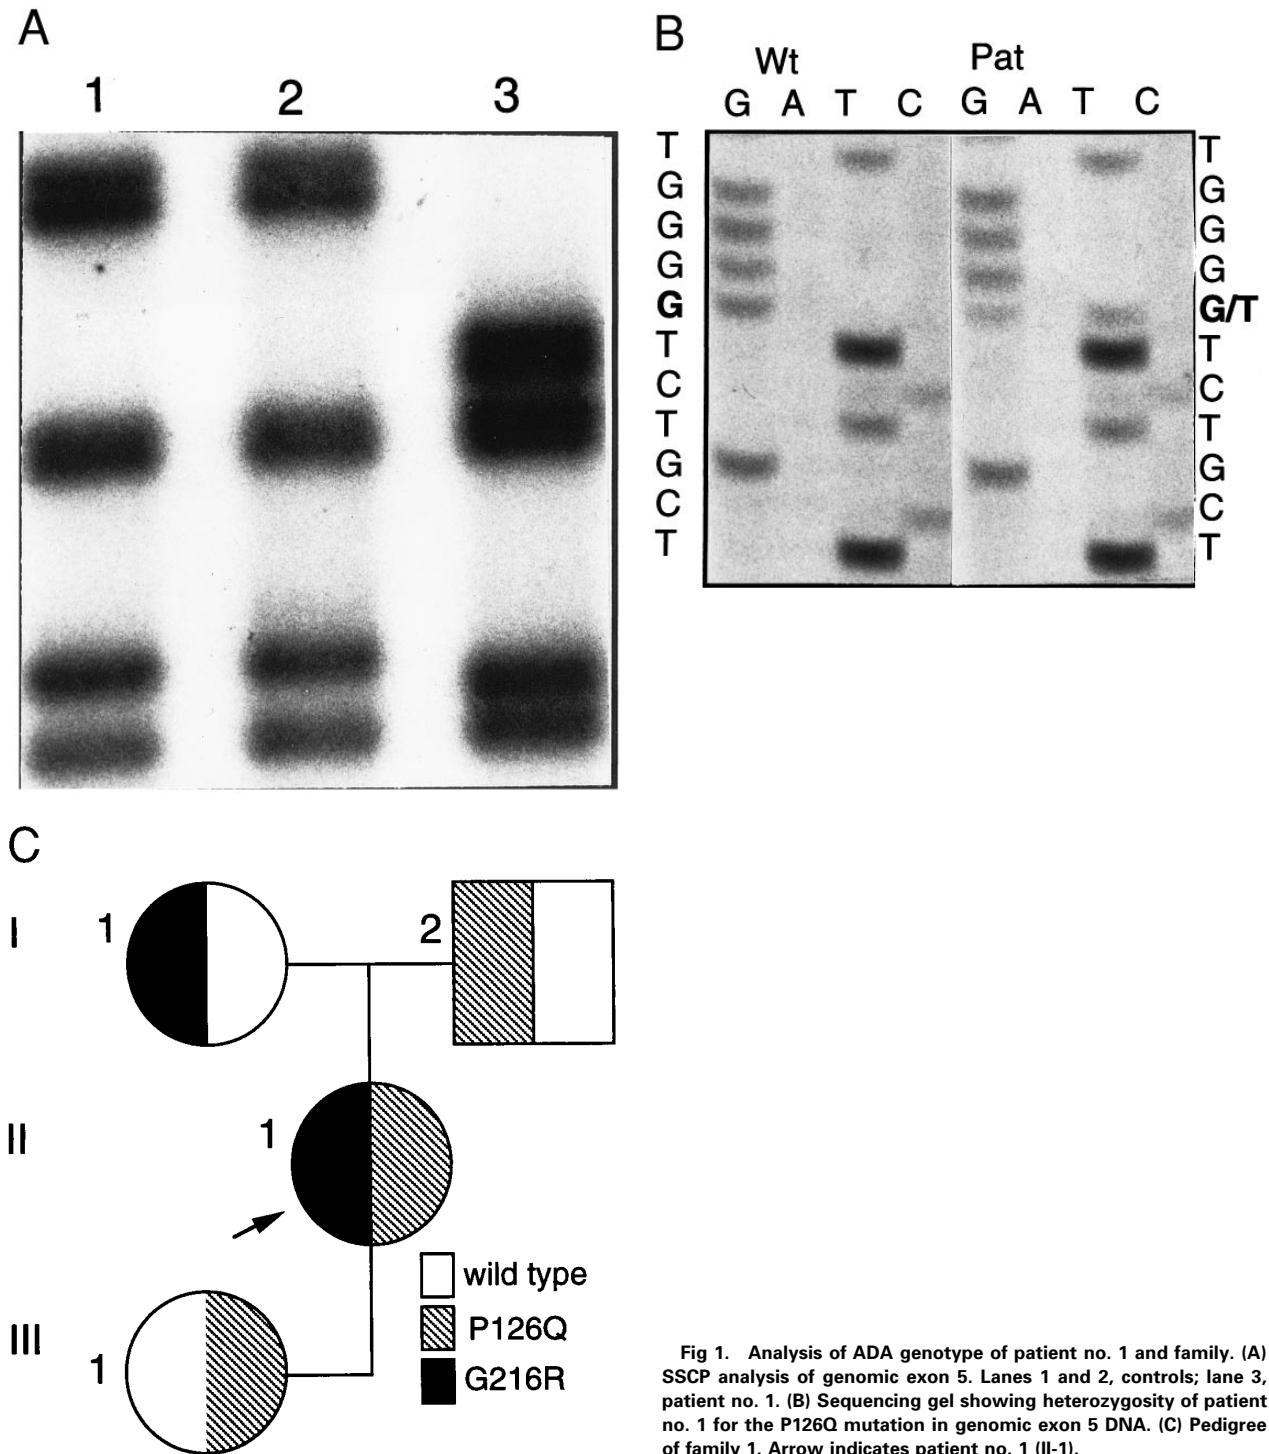 A
1 2 3
B
Wt Pat
G A T C G A T C
T T
G G
G G
G G
G G/T
T T
C C
T T
G G
C C
T T
C
I 1 2
II 1
wild type
P126Q
III 1
G216R
Fig 1. Analysis of ADA genotype of patient no. 1 and family. (A)
SSCP analysis of genomic exon 5. Lanes 1 and 2, controls; lane 3,
patient no. 1. (B) Sequencing gel showing heterozygosity of patient
no. 1 for the P126Q mutation in genomic exon 5 DNA. (C) Pedigree
of family 1. Arrow indicates patient no. 1 (II-1).